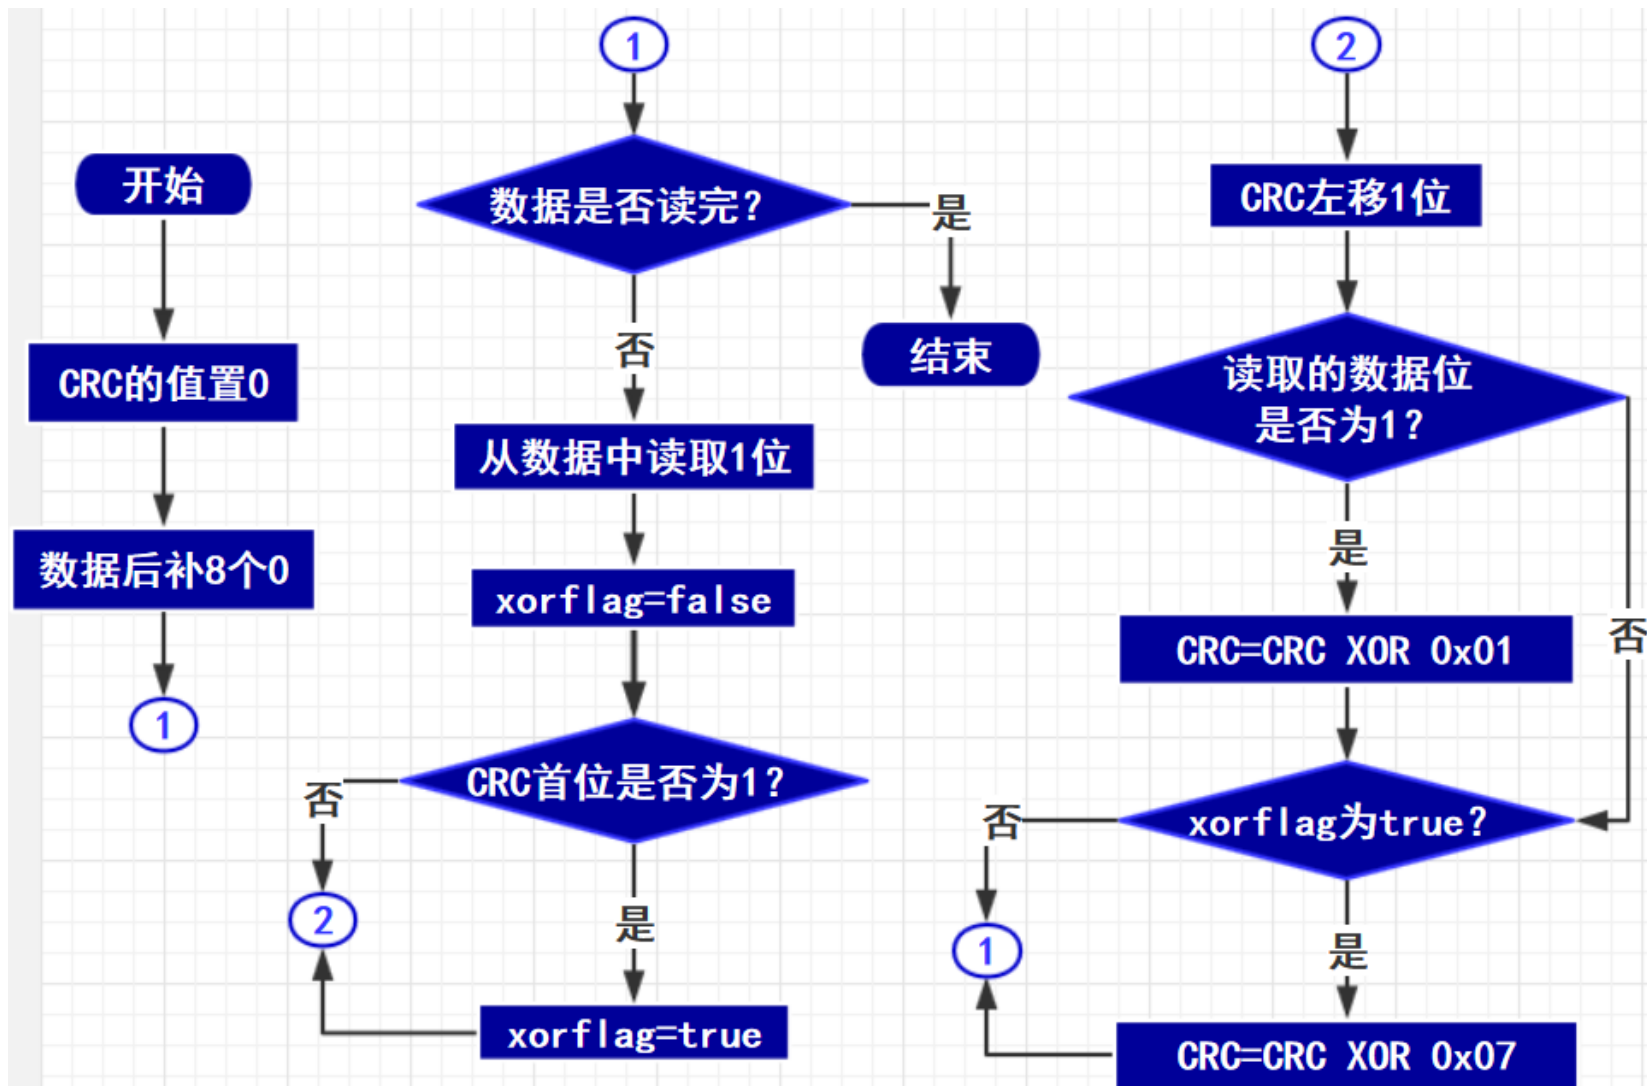 开始
CRC的值置0
数据后补8个0
1
1
数据是否读完？
是
结束
否
从数据中读取1位
xorflag=false
CRC首位是否为1？
否
2
是
xorflag=true
2
CRC左移1位
读取的数据位
是否为1？
是
否
CRC=CRC XOR 0x01
xorflag为true？
否
1
是
CRC=CRC XOR 0x07